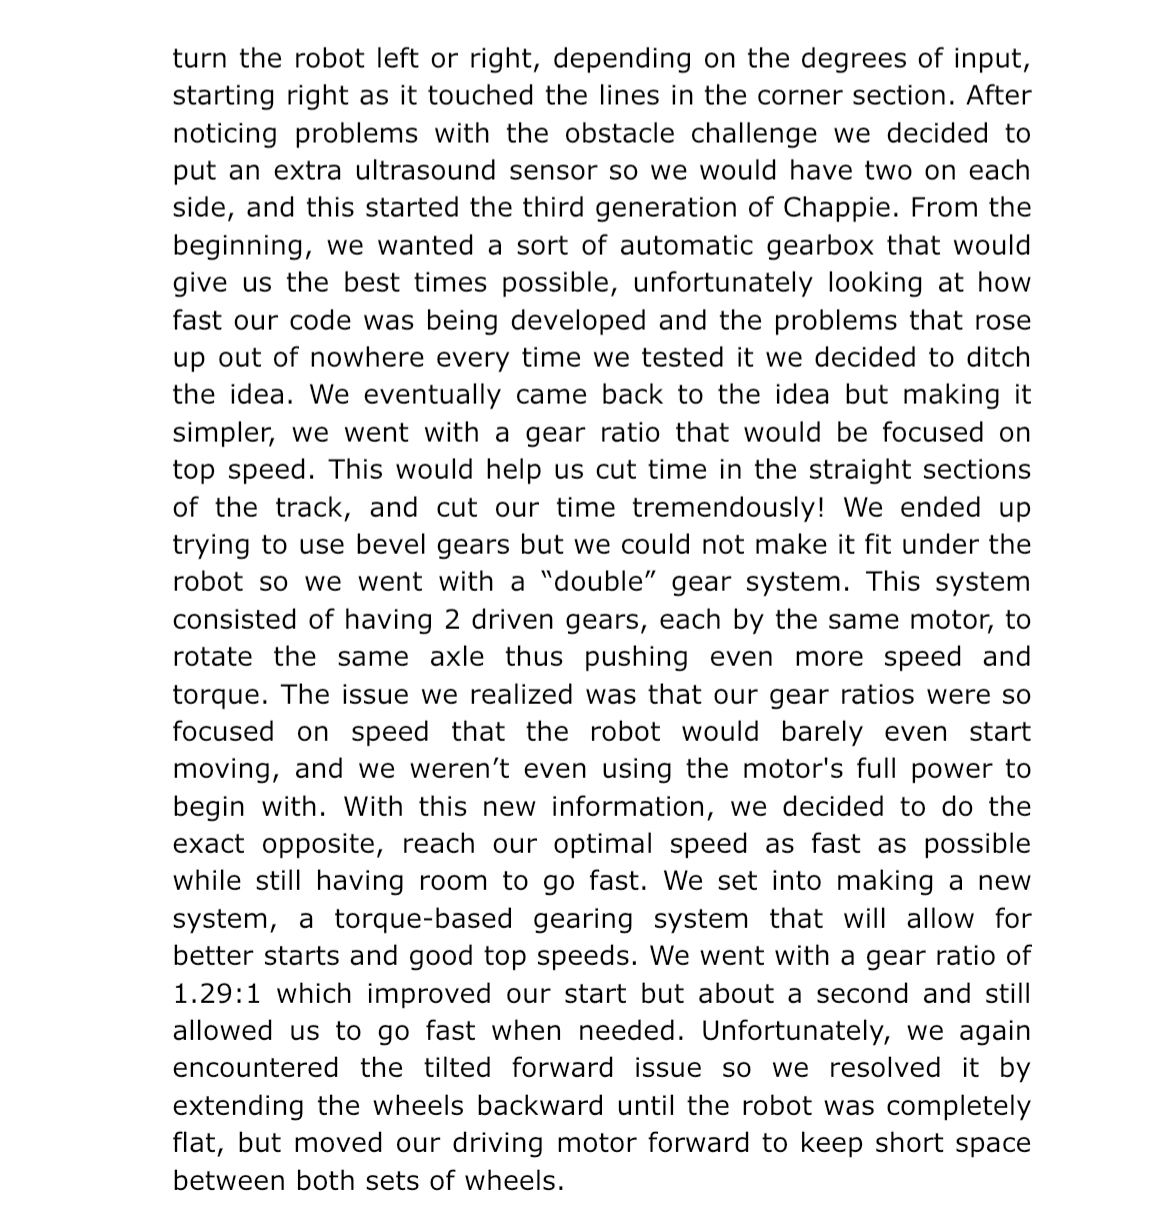 turn the robot left or right, depending on the degrees of input,
starting right as it touched the lines in the corner section. After
noticing problems with the obstacle challenge we decided to
put an extra ultrasound sensor so we would have two on each
side, and this started the third generation of Chappie. From the
beginning, we wanted a sort of automatic gearbox that would
give us the best times possible, unfortunately looking at how
fast our code was being developed and the problems that rose
up out of nowhere every time we tested it we decided to ditch
the idea. We eventually came back to the idea but making it
simpler, we went with a gear ratio that would be focused on
top speed. This would help us cut time in the straight sections
of the track, and cut our time tremendously! We ended up
trying to use bevel gears but we could not make it fit under the
robot so we went with a “double” gear system. This system
consisted of having 2 driven gears, each by the same motor, to
rotate the same axle thus pushing even more speed and
torque. The issue we realized was that our gear ratios were so
focused on speed that the robot would barely even start
moving, and we weren’t even using the motor's full power to
begin with. With this new information, we decided to do the
exact opposite, reach our optimal speed as fast as possible
while still having room to go fast. We set into making a new
system, a torque-based gearing system that will allow for
better starts and good top speeds. We went with a gear ratio of
1.29:1 which improved our start but about a second and still
allowed us to go fast when needed. Unfortunately, we again
encountered the tilted forward issue so we resolved it by
extending the wheels backward until the robot was completely
flat, but moved our driving motor forward to keep short space
between both sets of wheels.